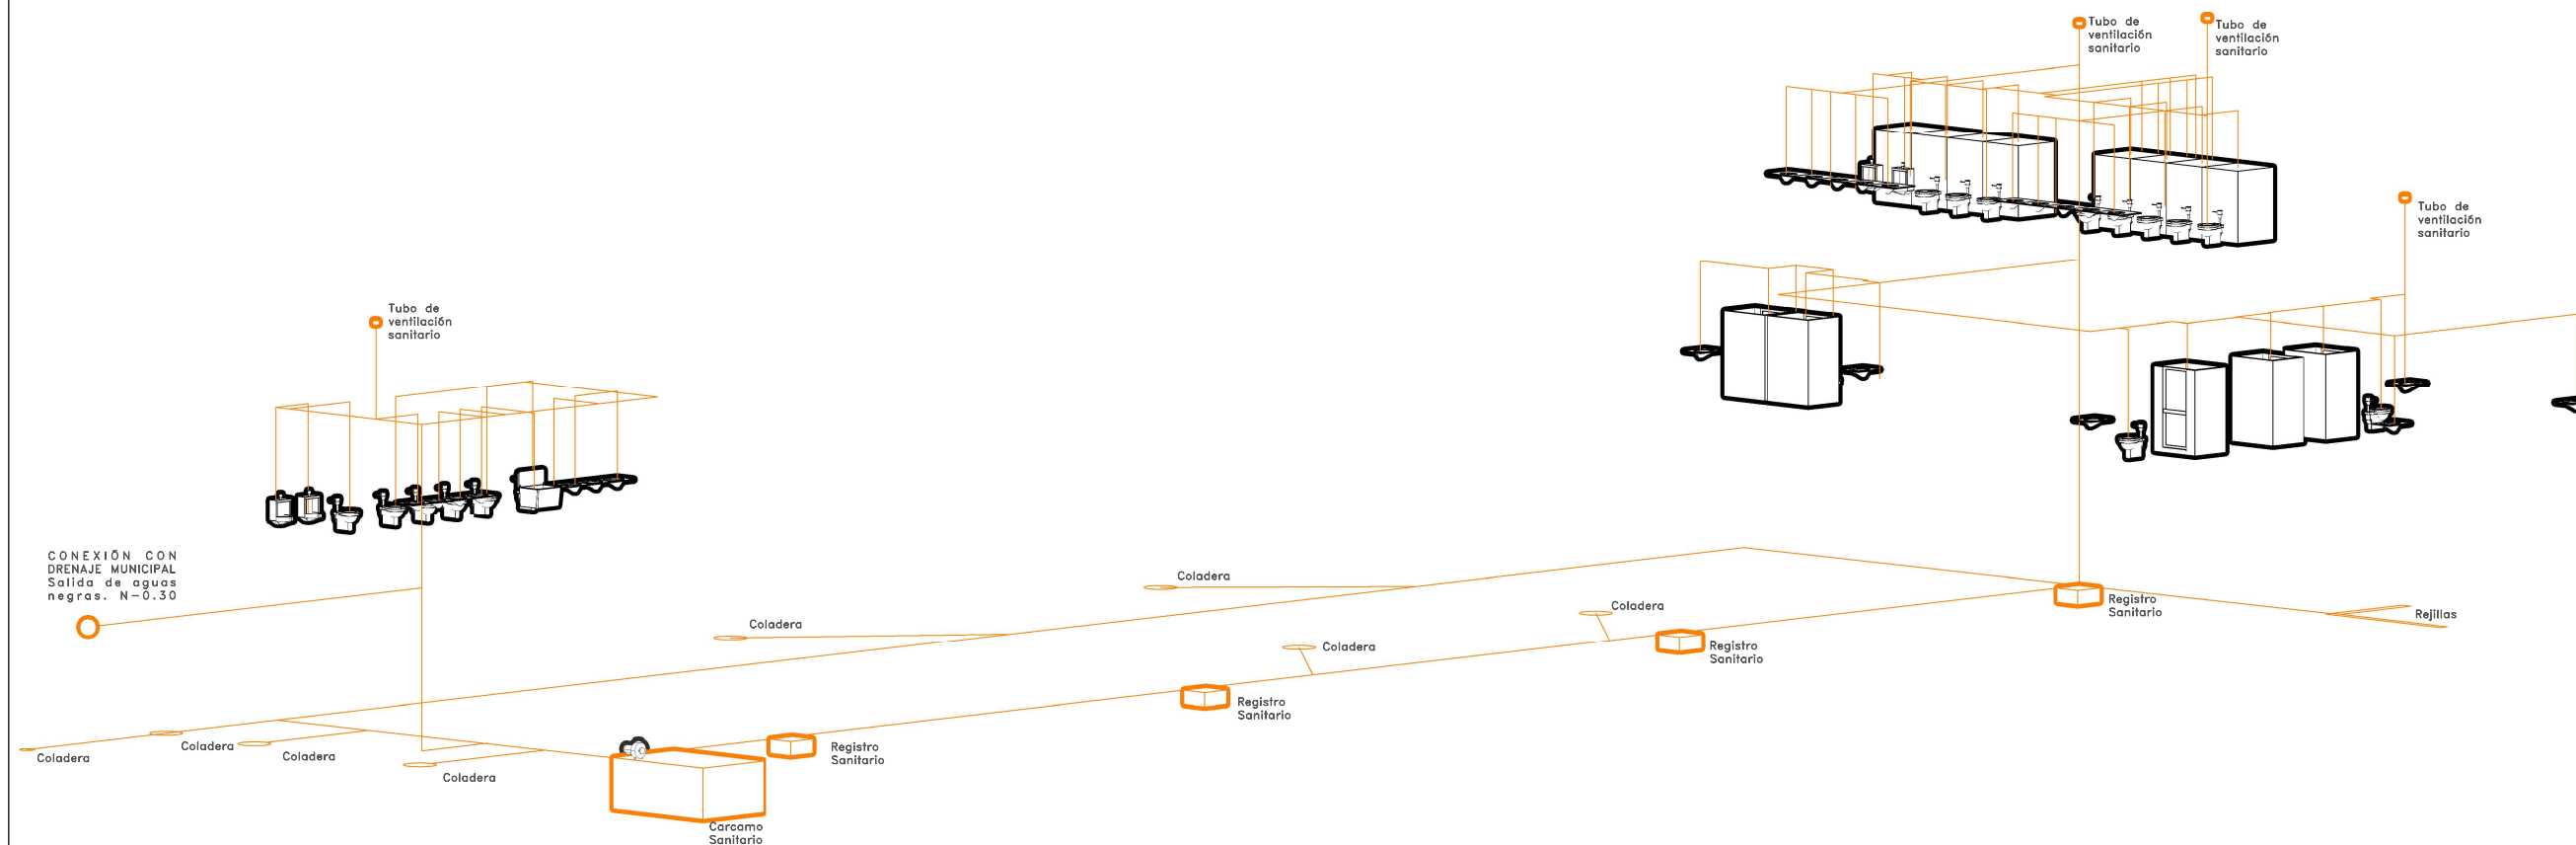 Tubo de
ventilación
sanitario
Tubo de
ventilación
sanitario
Tubo de
ventilación
sanitario
Tubo de
ventilación
sanitario
CONEXIÓN CON
DRENAJE MUNICIPAL
Salida de aguas
negras. N-0.30
Coladera
Coladera
Coladera
Coladera
Registro
Sanitario
Rejillas
Registro
Sanitario
Registro
Sanitario
Registro
Sanitario
Coladera
Coladera
Coladera
Coladera
Carcamo
Sanitario